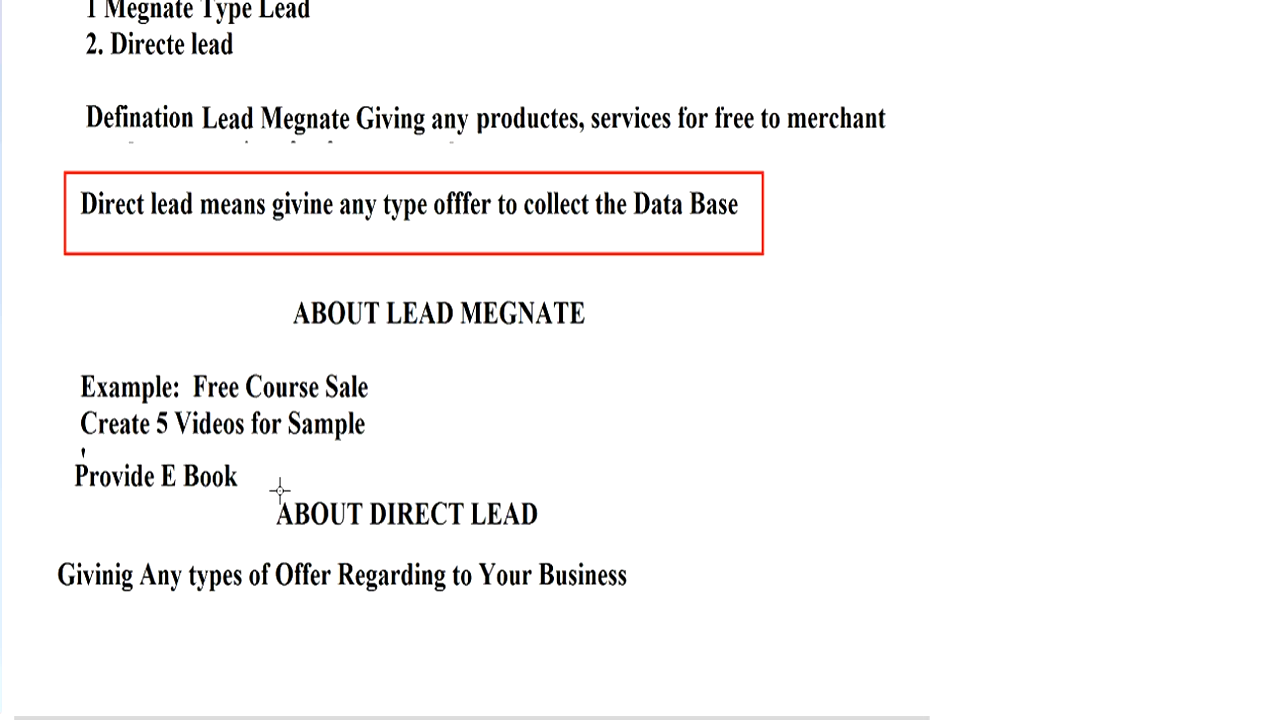 1 Megnate Type Lead
2. Directe lead
Defination Lead Megnate Giving any productes, services for free to merchant
Direct lead means givine any type offfer to collect the Data Base
ABOUT LEAD MEGNATE
Example: Free Course Sale
Create 5 Videos for Sample
Provide E Book
ABOUT DIRECT LEAD
Givinig Any types of Offer Regarding to Your Business